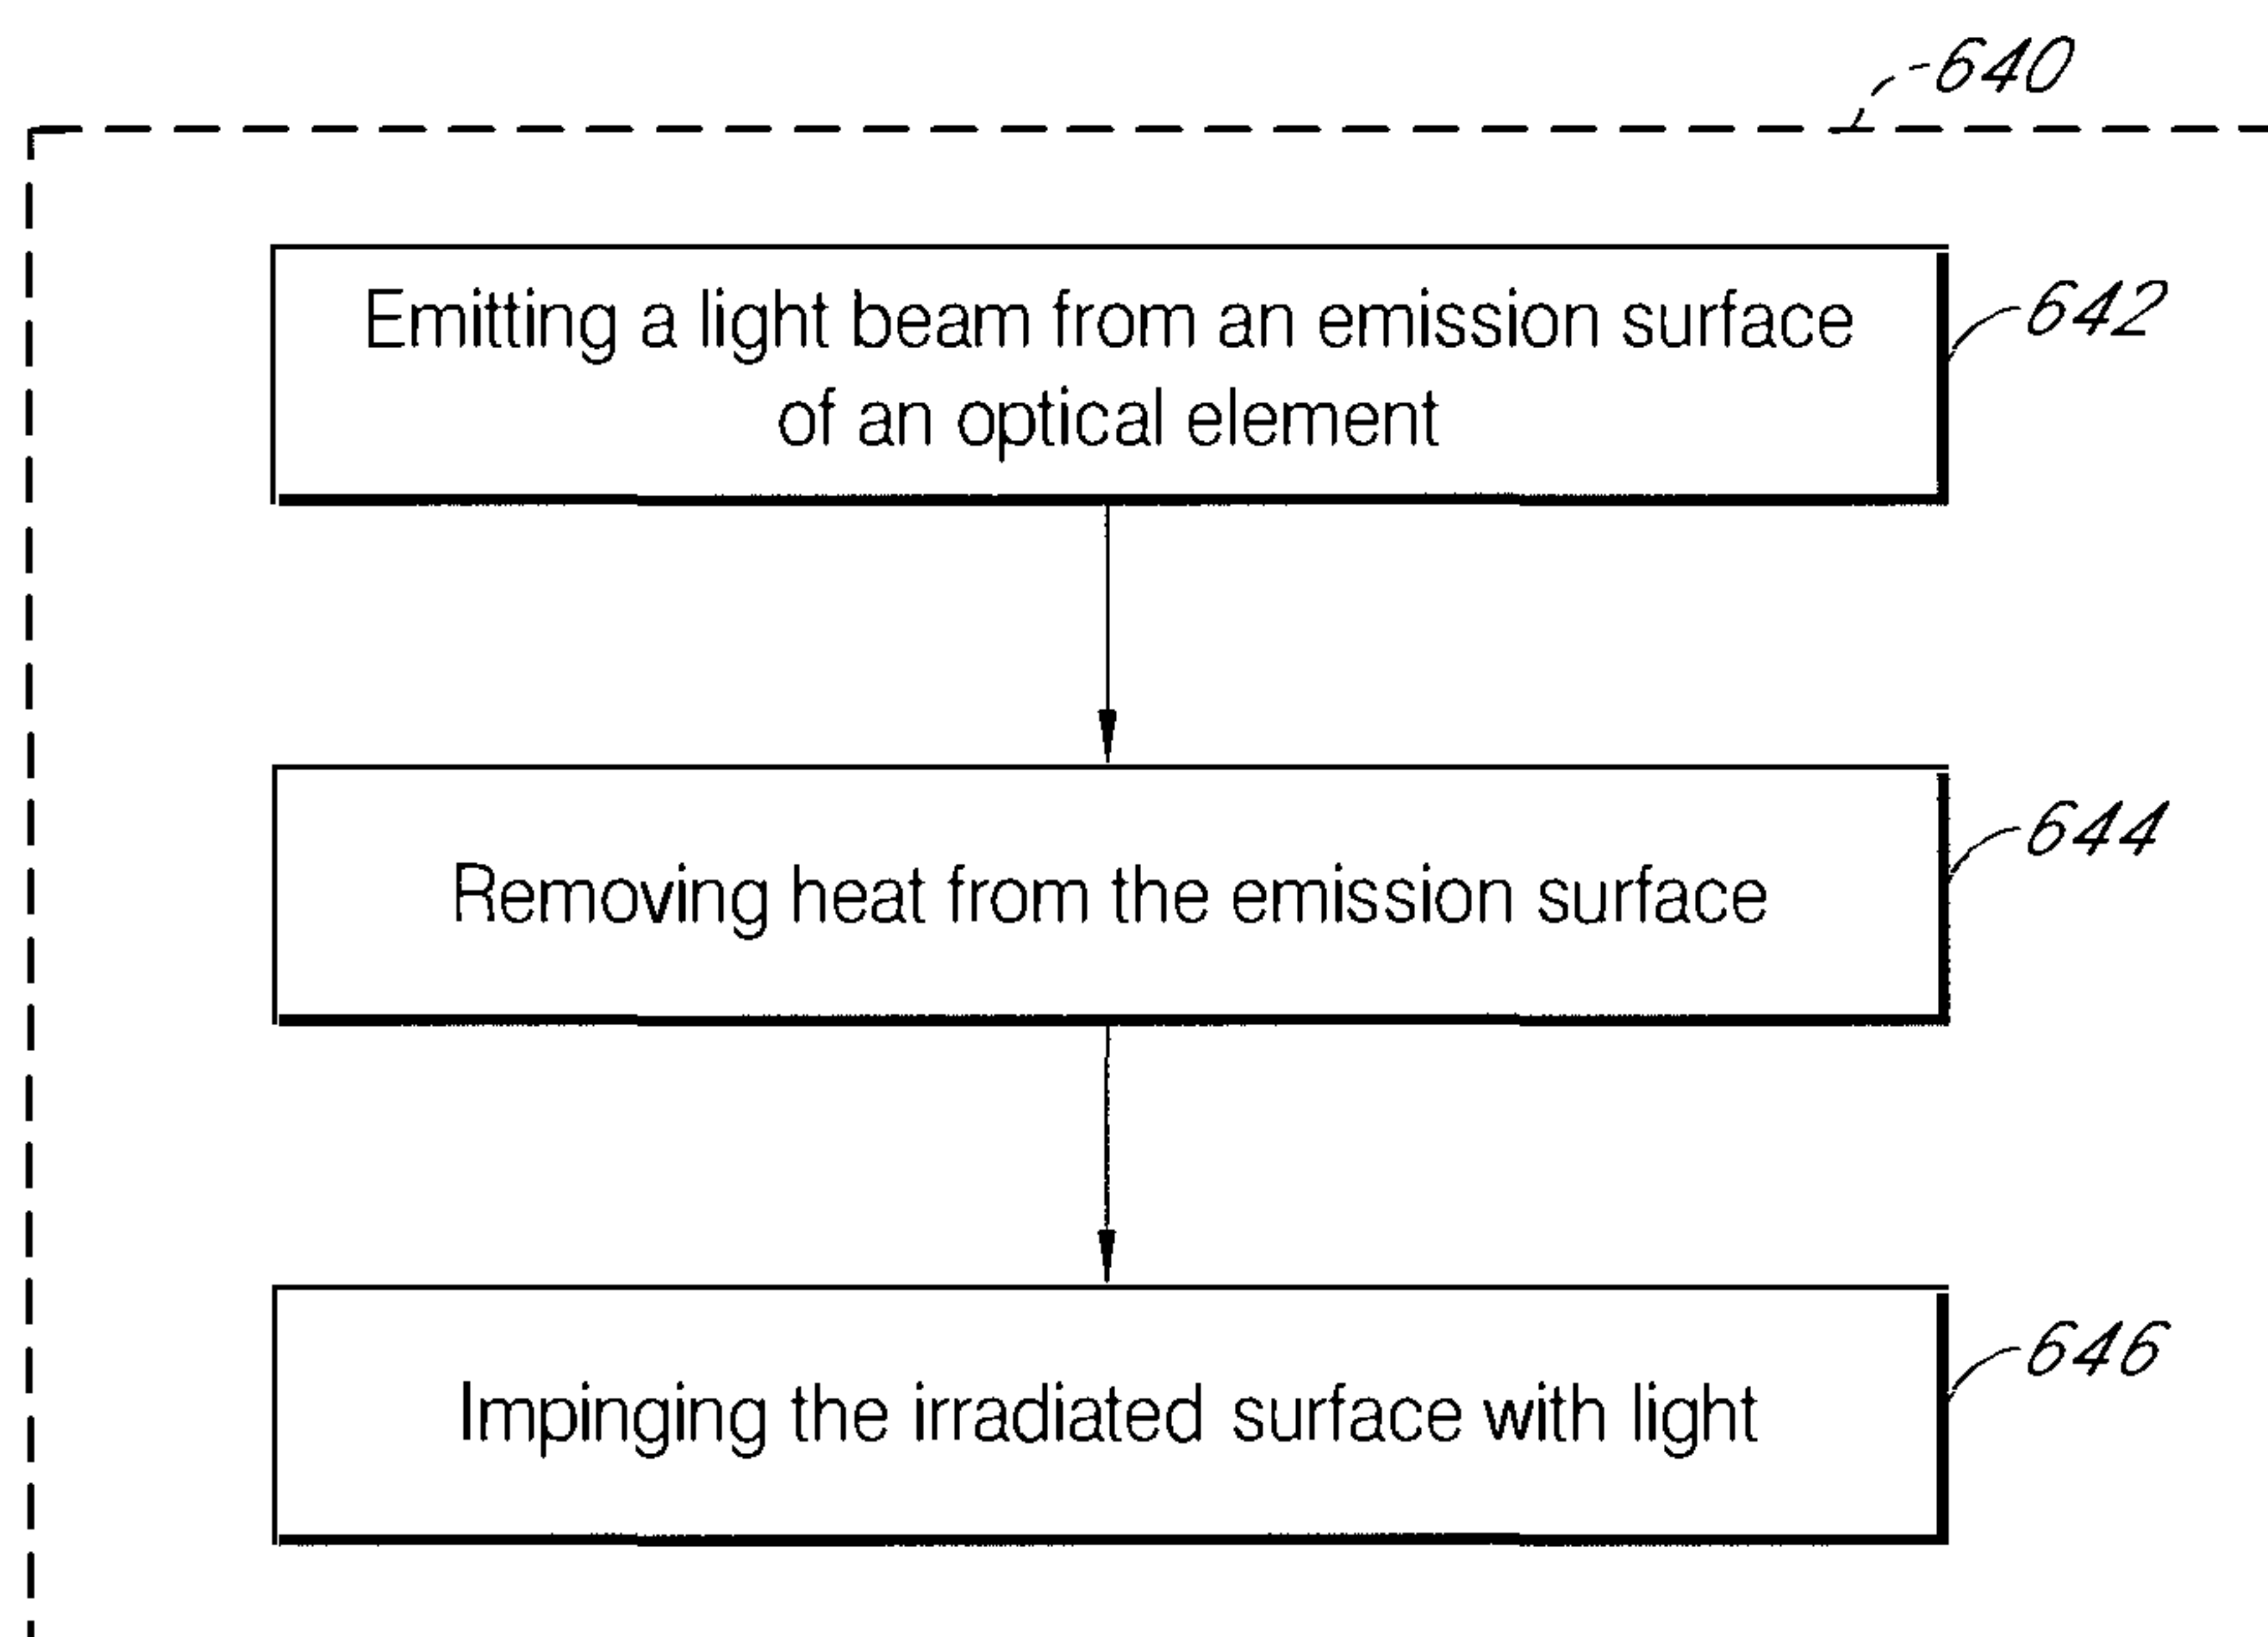 640
Emitting a light beam from an emission surface
of an optical element
642
Removing heat from the emission surface
644
Impinging the irradiated surface with light
646